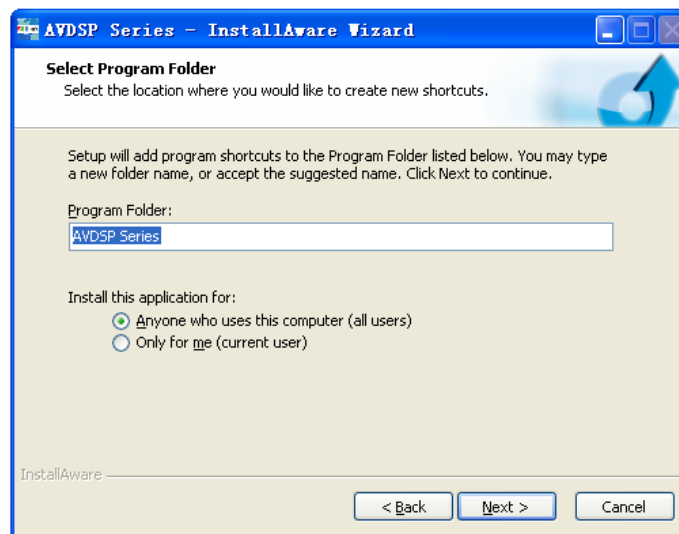 AVDSP Series - InstallAware Wizard
Select Program Folder
Select the location where you would like to create new shortcuts.
Setup will add program shortcuts to the Program Folder listed below. You may type
a new folder name, or accept the suggested name. Click Next to continue.
Program Folder:
AVDSP Series
Install this application for:
Anyone who uses this computer (all users)
Only for me (current user)
InstallAware
< Back
Next >
Cancel